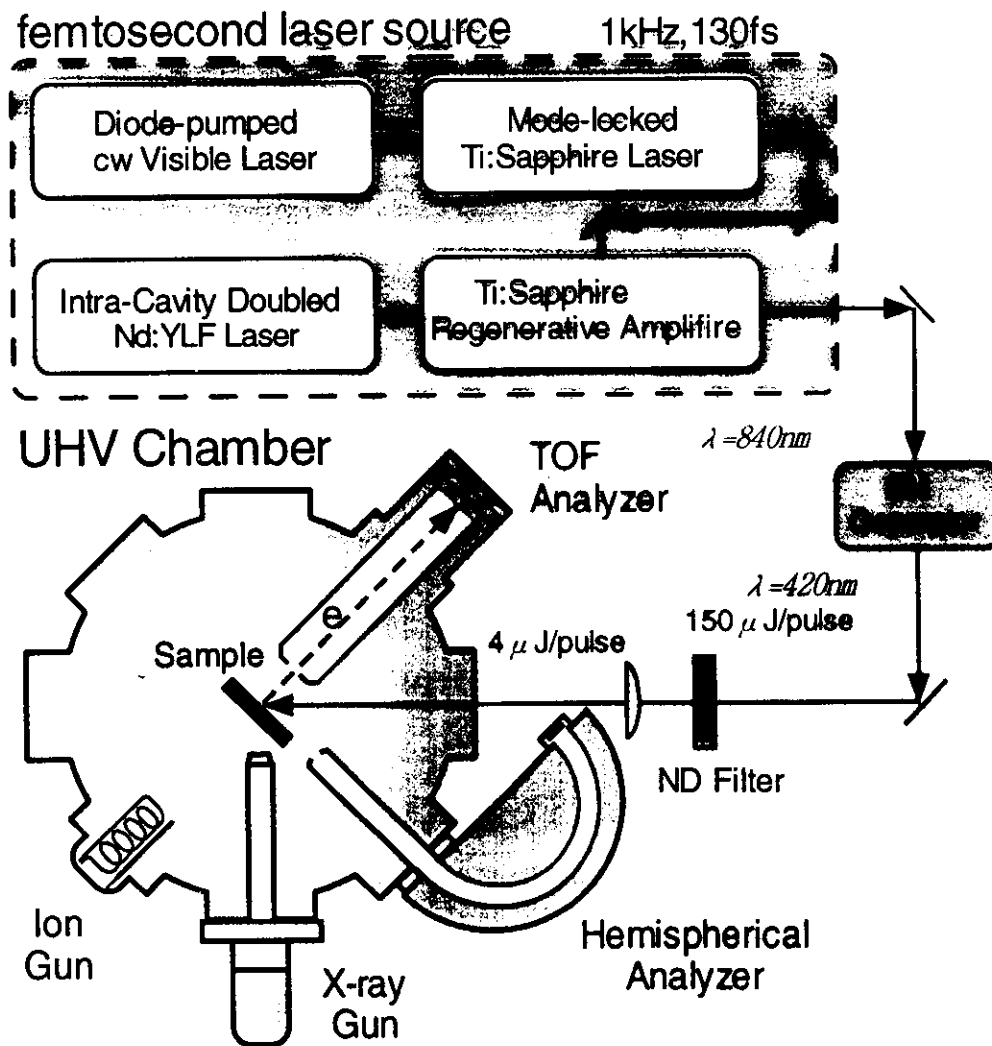 femtosecond laser source 1kHz, 130fs
Diode-pumped
cw Visible Laser
Mode-locked
Ti:Sapphire Laser
Intra-Cavity Doubled
Nd:YLF Laser
Ti:Sapphire
Regenerative Amplifire
λ=840nm
UHV Chamber
TOF
Analyzer
λ=420nm
150 μJ/pulse
4 μJ/pulse
e
Sample
ND Filter
Ion
Gun
X-ray
Gun
Hemispherical
Analyzer